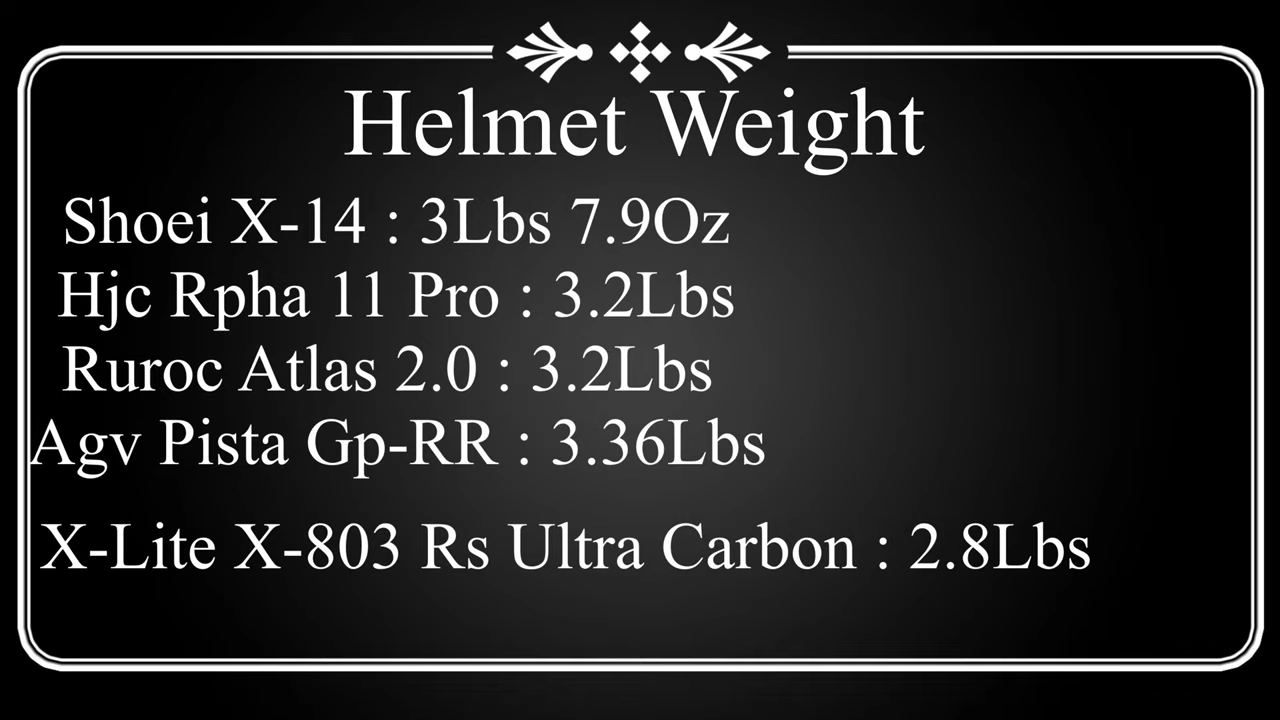 Helmet Weight
Shoei X-14 : 3Lbs 7.9Oz
Hjc Rpha 11 Pro : 3.2Lbs
Ruroc Atlas 2.0 : 3.2Lbs
Agv Pista Gp-RR : 3.36Lbs
X-Lite X-803 Rs Ultra Carbon : 2.8Lbs